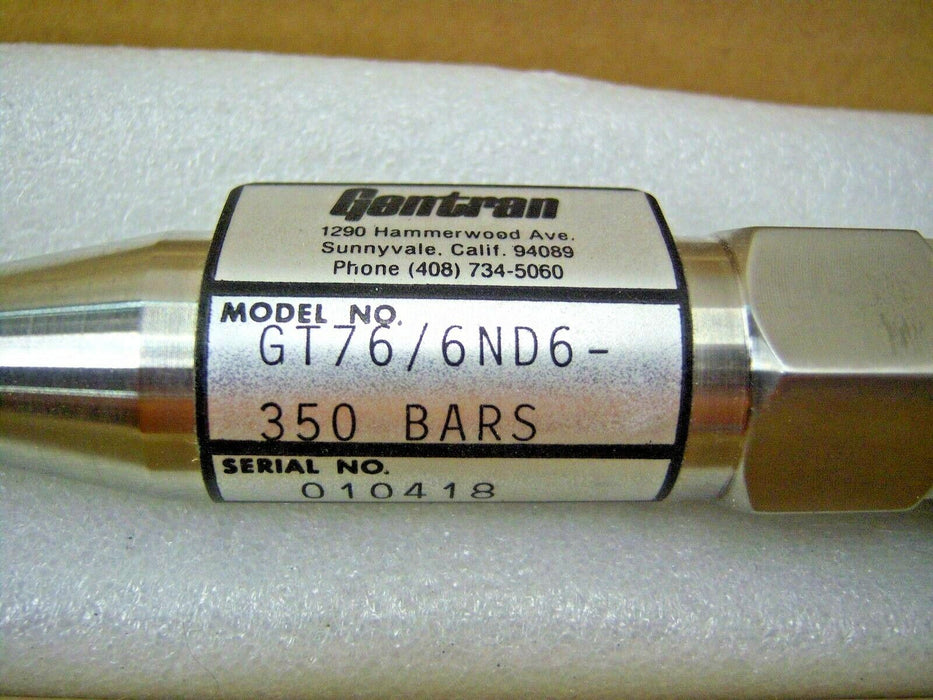 Gentran
1290 Hammerwood Ave.
Sunnyvale, Calif. 94089
Phone (408) 734-5060
MODEL NO.
GT76/6ND6-
350 BARS
SERIAL NO.
010418